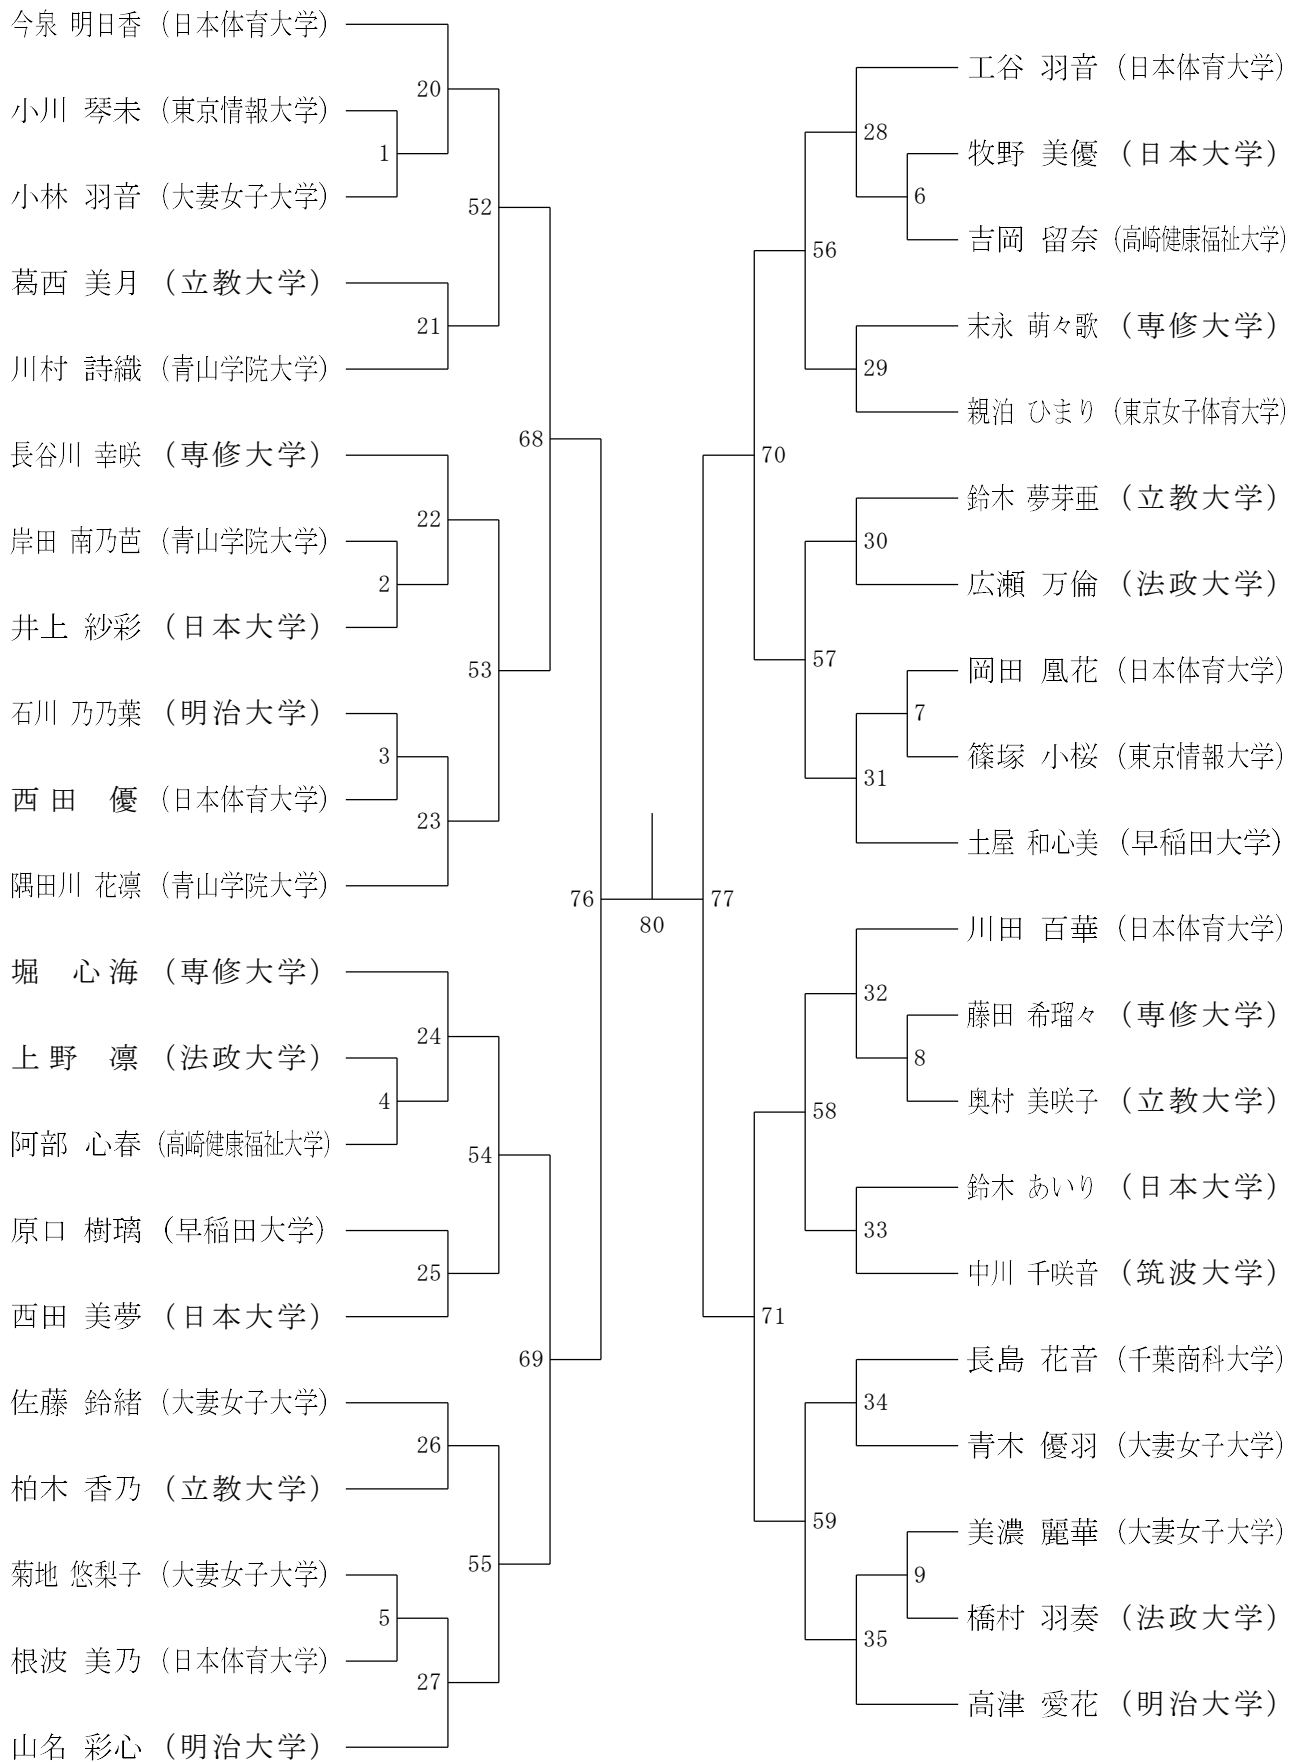 今泉 明日香 (日本体育大学)
20
小川 琴未 (東京情報大学)
1
小林 羽音 (大妻女子大学)
52
葛西 美月 (立教大学)
21
川村 詩織 (青山学院大学)
68
長谷川 幸咲 (専修大学)
22
岸田 南乃芭 (青山学院大学)
2
井上 紗彩 (日本大学)
53
石川 乃乃葉 (明治大学)
3
西田 優 (日本体育大学)
23
隅田川 花凛 (青山学院大学)
76
堀 心海 (専修大学)
24
上野 凛 (法政大学)
4
阿部 心春 (高崎健康福祉大学)
54
原口 樹璃 (早稲田大学)
25
西田 美夢 (日本大学)
69
佐藤 鈴緒 (大妻女子大学)
26
柏木 香乃 (立教大学)
55
菊地 悠梨子 (大妻女子大学)
5
根波 美乃 (日本体育大学)
27
山名 彩心 (明治大学)
80
工谷 羽音 (日本体育大学)
28
牧野 美優 (日本大学)
6
吉岡 留奈 (高崎健康福祉大学)
56
末永 萌々歌 (専修大学)
29
親泊 ひまり (東京女子体育大学)
70
鈴木 夢芽亜 (立教大学)
30
広瀬 万倫 (法政大学)
57
岡田 凰花 (日本体育大学)
7
篠塚 小桜 (東京情報大学)
31
土屋 和心美 (早稲田大学)
77
川田 百華 (日本体育大学)
32
藤田 希瑠々 (専修大学)
8
奥村 美咲子 (立教大学)
58
鈴木 あいり (日本大学)
33
中川 千咲音 (筑波大学)
71
長島 花音 (千葉商科大学)
34
青木 優羽 (大妻女子大学)
59
美濃 麗華 (大妻女子大学)
9
橋村 羽奏 (法政大学)
35
高津 愛花 (明治大学)